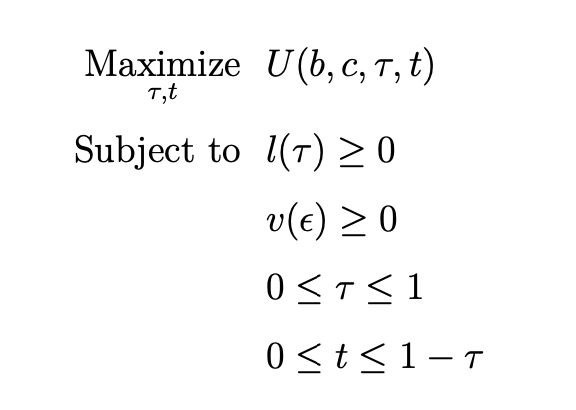 Maximize U(b, c, τ, t)
τ,t
Subject to l(τ) ≥ 0
v(ϵ) ≥ 0
0 ≤ τ ≤ 1
0 ≤ t ≤ 1 − τ